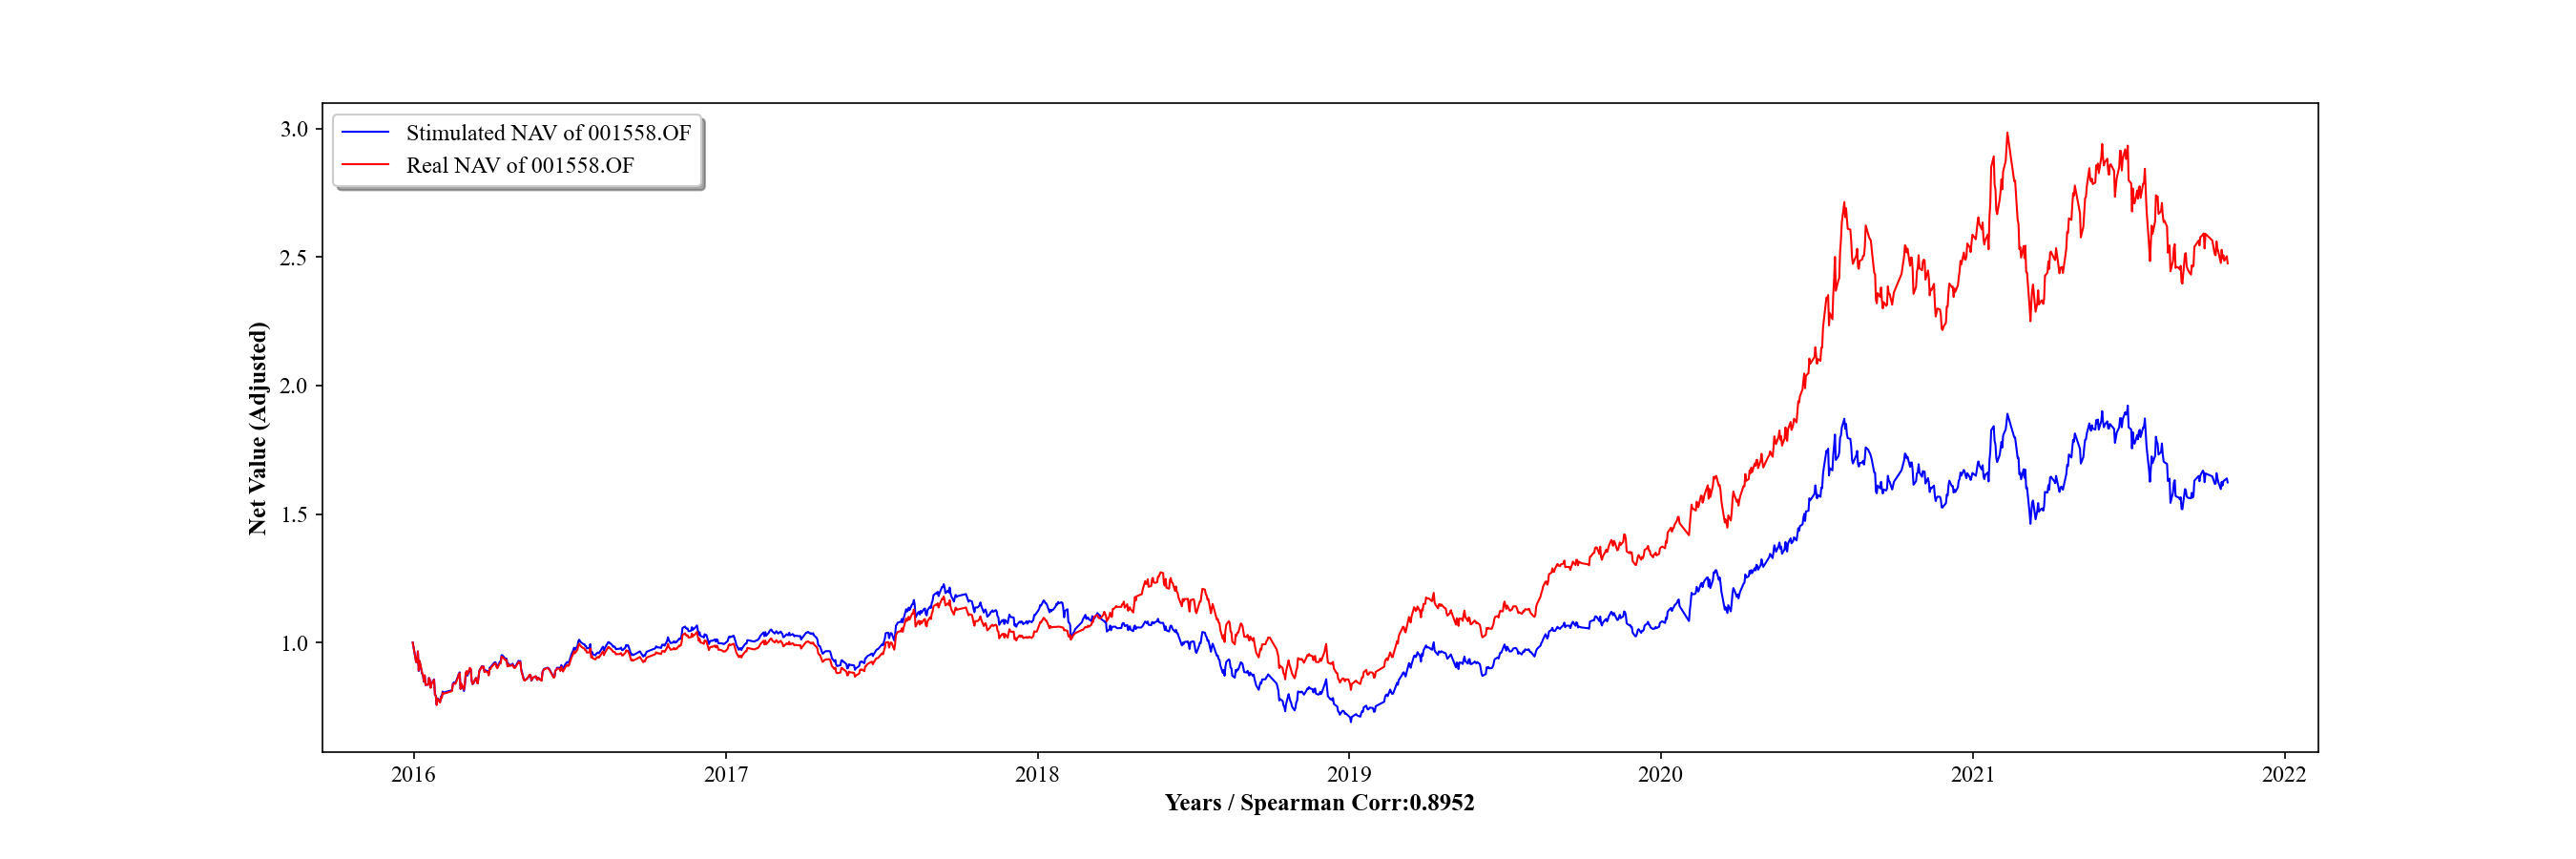 Stimulated NAV of 001558.OF
Real NAV of 001558.OF
3.0
2.5
2.0
1.5
1.0
Net Value (Adjusted)
2016 2017 2018 2019 2020 2021 2022
Years / Spearman Corr:0.8952